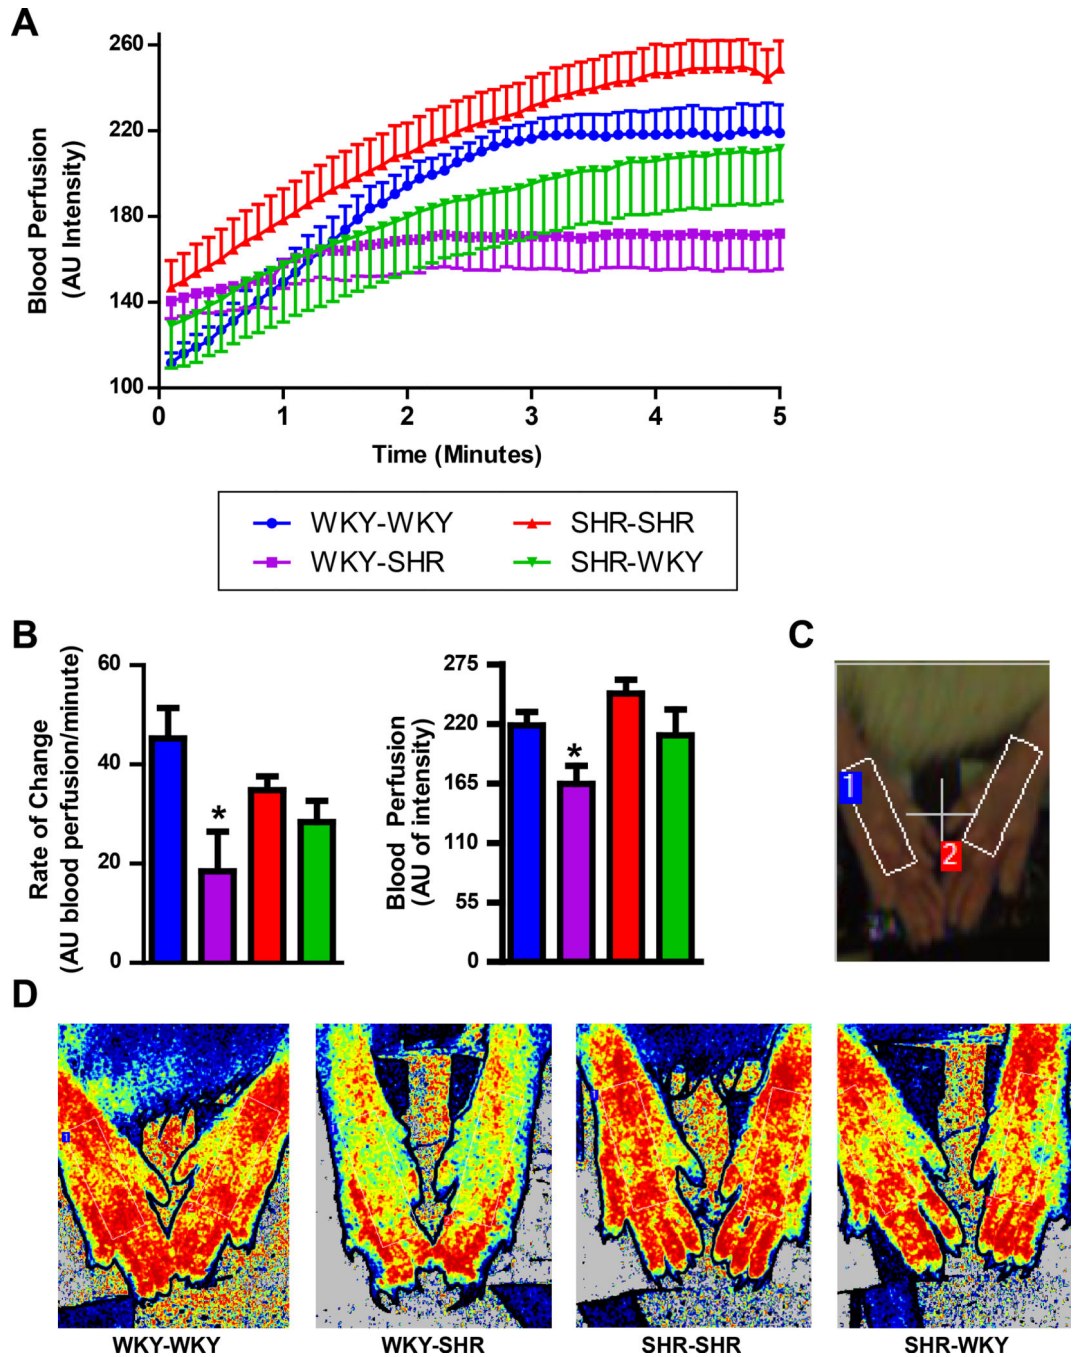 A
260
220
180
140
100
Blood Perfusion
(AU Intensity)
0 1 2 3 4 5
Time (Minutes)
WKY-WKY SHR-SHR
WKY-SHR SHR-WKY
B
60
40
20
0
Rate of Change
(AU blood perfusion/minute)
*
275
220
165
110
55
0
Blood Perfusion
(AU of intensity)
*
C
1
2
D
1
WKY-WKY WKY-SHR SHR-SHR SHR-WKY